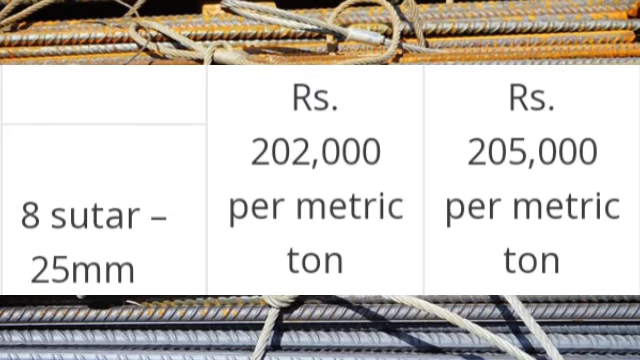 8 sutar –
25mm
Rs.
202,000
per metric
ton
Rs.
205,000
per metric
ton